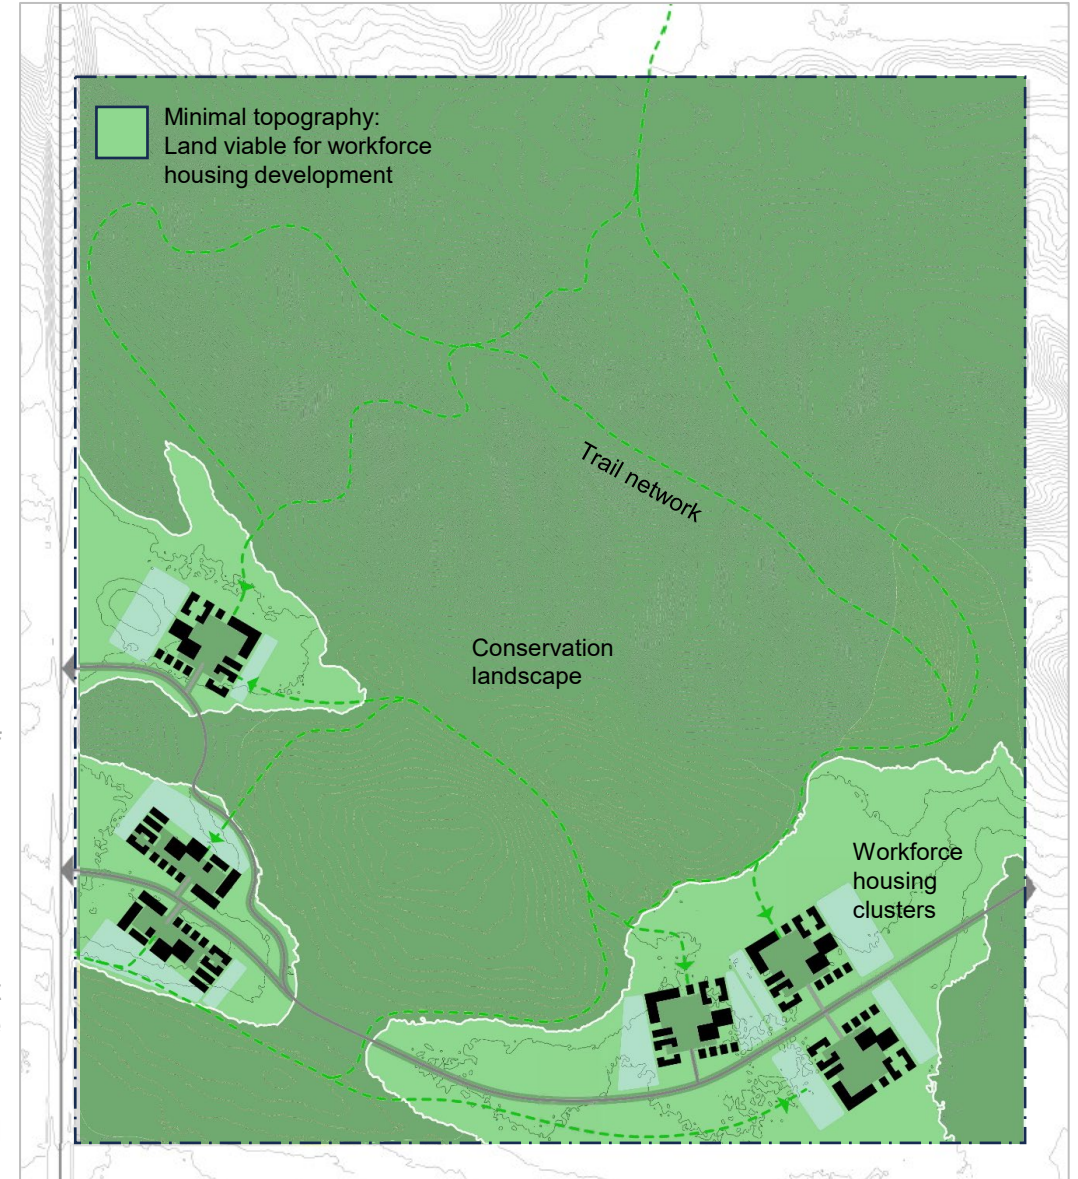 Minimal topography:
Land viable for workforce
housing development
Trail network
Conservation
landscape
Workforce
housing
clusters